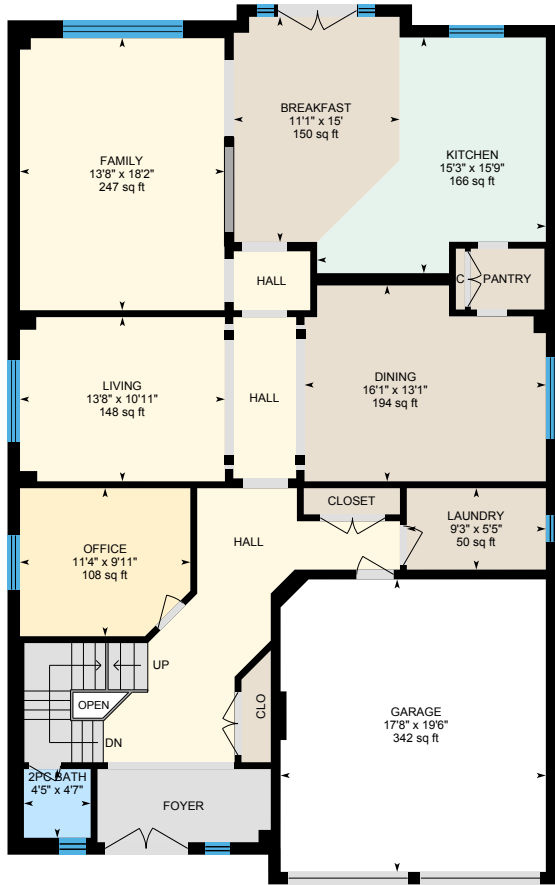 BREAKFAST
11'1" x 15'
150 sq ft
FAMILY
13'8" x 18'2"
247 sq ft
KITCHEN
15'3" x 15'9"
166 sq ft
HALL
C
PANTRY
LIVING
13'8" x 10'11"
148 sq ft
HALL
DINING
16'1" x 13'1"
194 sq ft
CLOSET
LAUNDRY
9'3" x 5'5"
50 sq ft
OFFICE
11'4" x 9'11"
108 sq ft
HALL
UP
OPEN
DN
CLO
GARAGE
17'8" x 19'6"
342 sq ft
2PC BATH
4'5" x 4'7"
FOYER